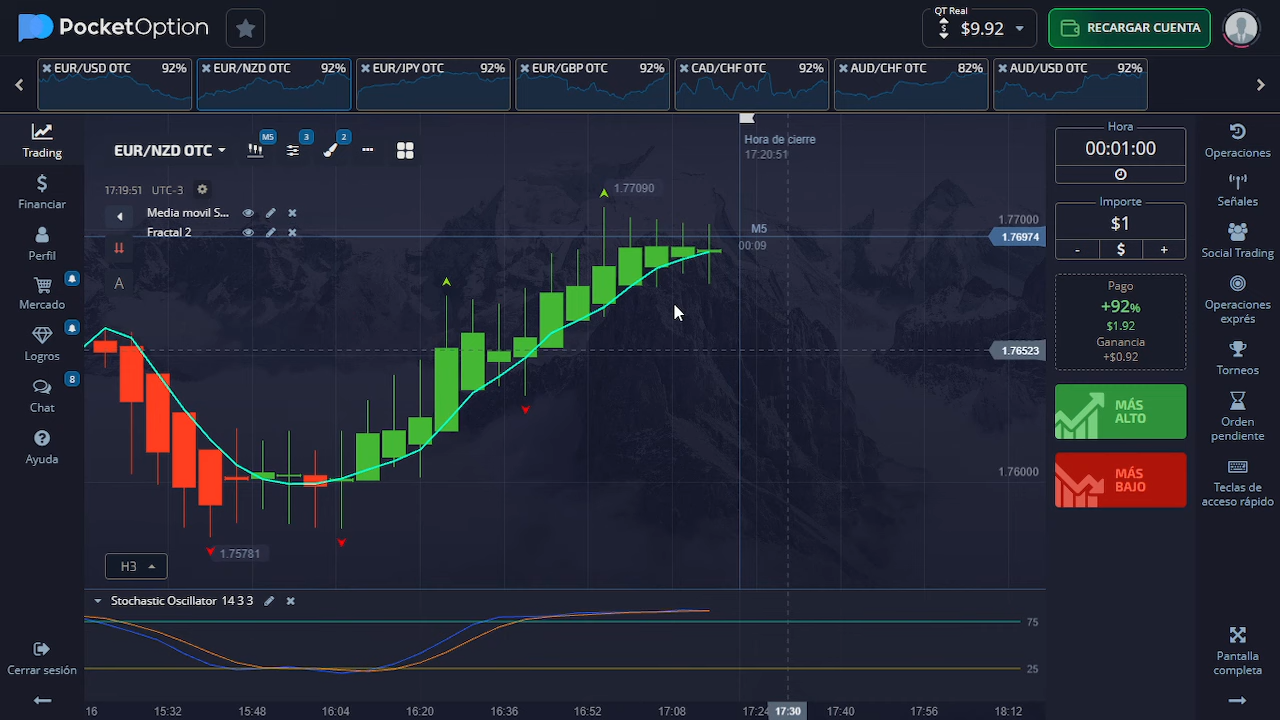 PocketOption
QT Real
$9.92
RECARGAR CUENTA
EUR/USD OTC 92%
EUR/NZD OTC 92%
EUR/JPY OTC 92%
EUR/GBP OTC 92%
CAD/CHF OTC 92%
AUD/CHF OTC 82%
AUD/USD OTC 92%
Trading
Financiar
Perfil
Mercado
Logros
8
Chat
Ayuda
Cerrar sesión
EUR/NZD OTC
M5
3
2
17:19:51 UTC-3
Media movil S...
Fractal 2
A
1.77090
Hora de cierre
17:20:51
M5
00:09
1.77000
1.76974
1.76523
1.76000
1.75781
H3
Stochastic Oscillator 14 3 3
75
25
16 15:32 15:48 16:04 16:20 16:36 16:52 17:08 17:24 17:30 17:40 17:56 18:12
Hora
00:01:00
Importe
$1
- $ +
Pago
+92%
$1.92
Ganancia
+$0.92
MÁS
ALTO
MÁS
BAJO
Operaciones
Señales
Social Trading
Operaciones
exprés
Torneos
Orden
pendiente
Teclas de
acceso rápido
Pantalla
completa